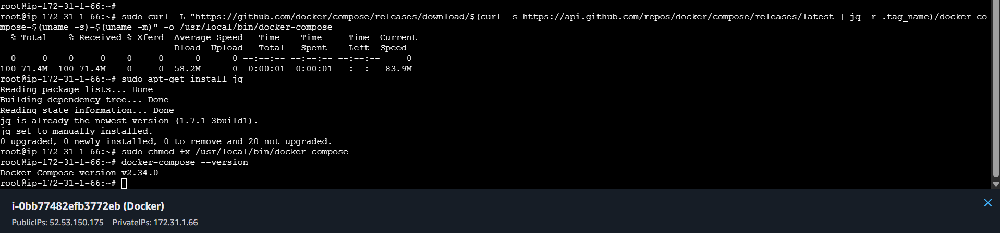 root@ip-172-31-1-66:~#
root@ip-172-31-1-66:~# sudo curl -L "https://github.com/docker/compose/releases/download/$(curl -s https://api.github.com/repos/docker/compose/releases/latest | jq -r .tag_name)/docker-co
mpose-$(uname -s)-$(uname -m)" -o /usr/local/bin/docker-compose
  % Total    % Received % Xferd  Average Speed   Time    Time     Time  Current
                                 Dload  Upload   Total   Spent    Left  Speed
  0     0    0     0    0     0      0      0 --:--:-- --:--:-- --:--:--     0
100 71.4M  100 71.4M    0     0  58.2M      0  0:00:01  0:00:01 --:--:-- 83.9M
root@ip-172-31-1-66:~# sudo apt-get install jq
Reading package lists... Done
Building dependency tree... Done
Reading state information... Done
jq is already the newest version (1.7.1-3build1).
jq set to manually installed.
0 upgraded, 0 newly installed, 0 to remove and 20 not upgraded.
root@ip-172-31-1-66:~# sudo chmod +x /usr/local/bin/docker-compose
root@ip-172-31-1-66:~# docker-compose --version
Docker Compose version v2.34.0
root@ip-172-31-1-66:~#
i-0bb77482efb3772eb (Docker)
PublicIPs: 52.53.150.175 PrivateIPs: 172.31.1.66